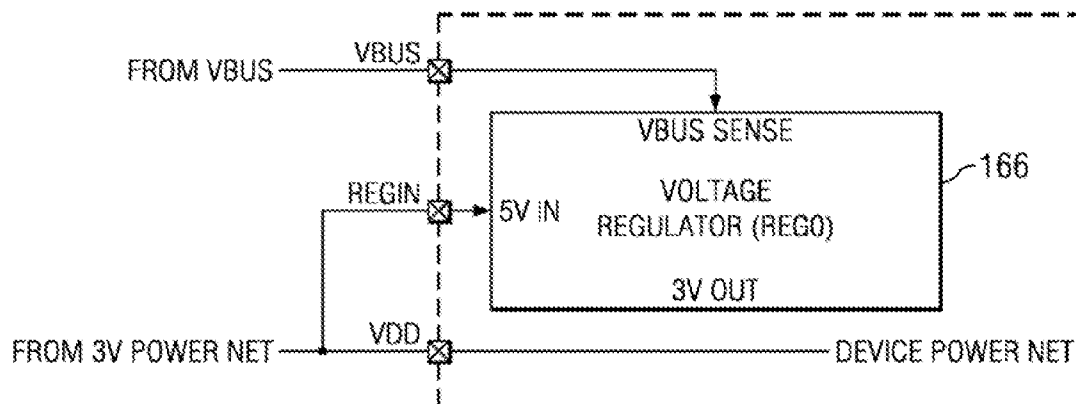 VBUS
FROM VBUS
VBUS SENSE
166
REGIN
5V IN
VOLTAGE
REGULATOR (REG0)
3V OUT
VDD
FROM 3V POWER NET
DEVICE POWER NET